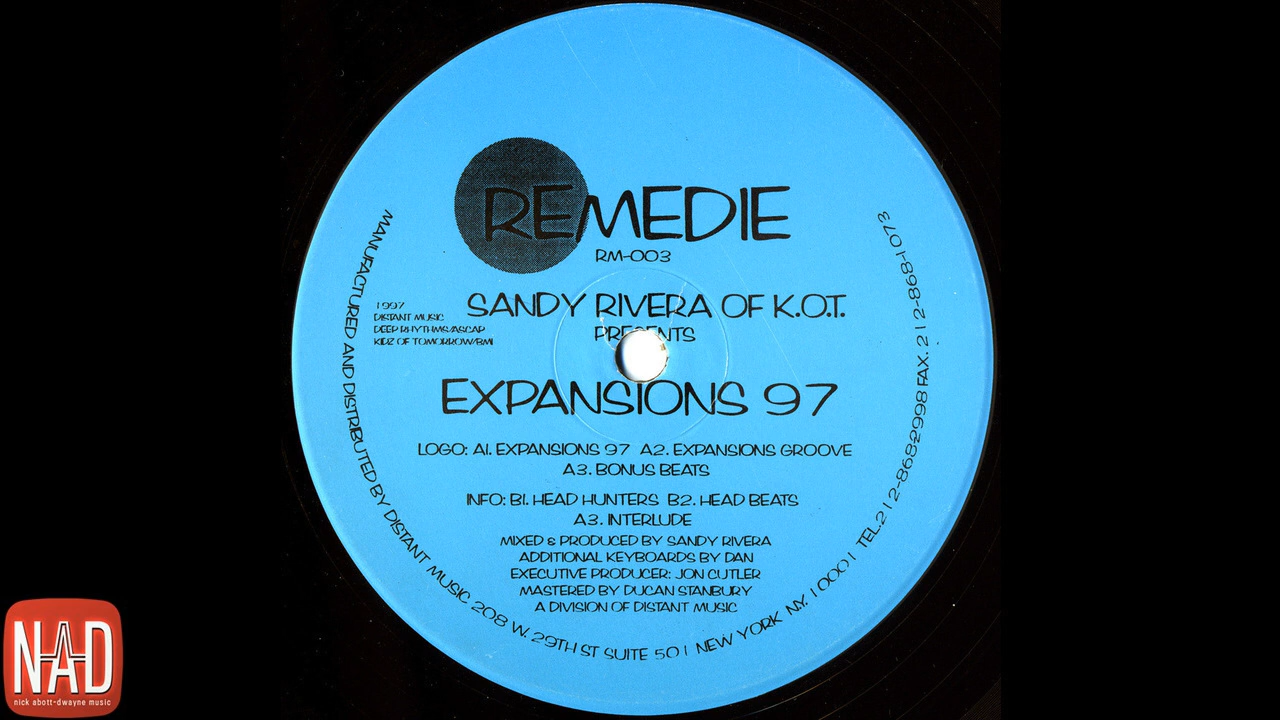 REMEDIE
RM-003
1997
DISTANT MUSIC
DEEP RHYTHMS/ASCAP
KIDZ OF TOMORROW/BMI
SANDY RIVERA OF K.O.T.
PRESENTS
EXPANSIONS 97
LOGO: A1. EXPANSIONS 97 A2. EXPANSIONS GROOVE
A3. BONUS BEATS
INFO: B1. HEAD HUNTERS B2. HEAD BEATS
A3. INTERLUDE
MIXED & PRODUCED BY SANDY RIVERA
ADDITIONAL KEYBOARDS BY DAN
EXECUTIVE PRODUCER: JON CUTLER
MASTERED BY DUCAN STANBURY
A DIVISION OF DISTANT MUSIC
MANUFACTURED AND DISTRIBUTED BY DISTANT MUSIC 208 W. 29TH ST SUITE 501 NEW YORK NY. 10001 TEL.212-868-2998 FAX. 212-868-1073
NAD
nick abott-dwayne music